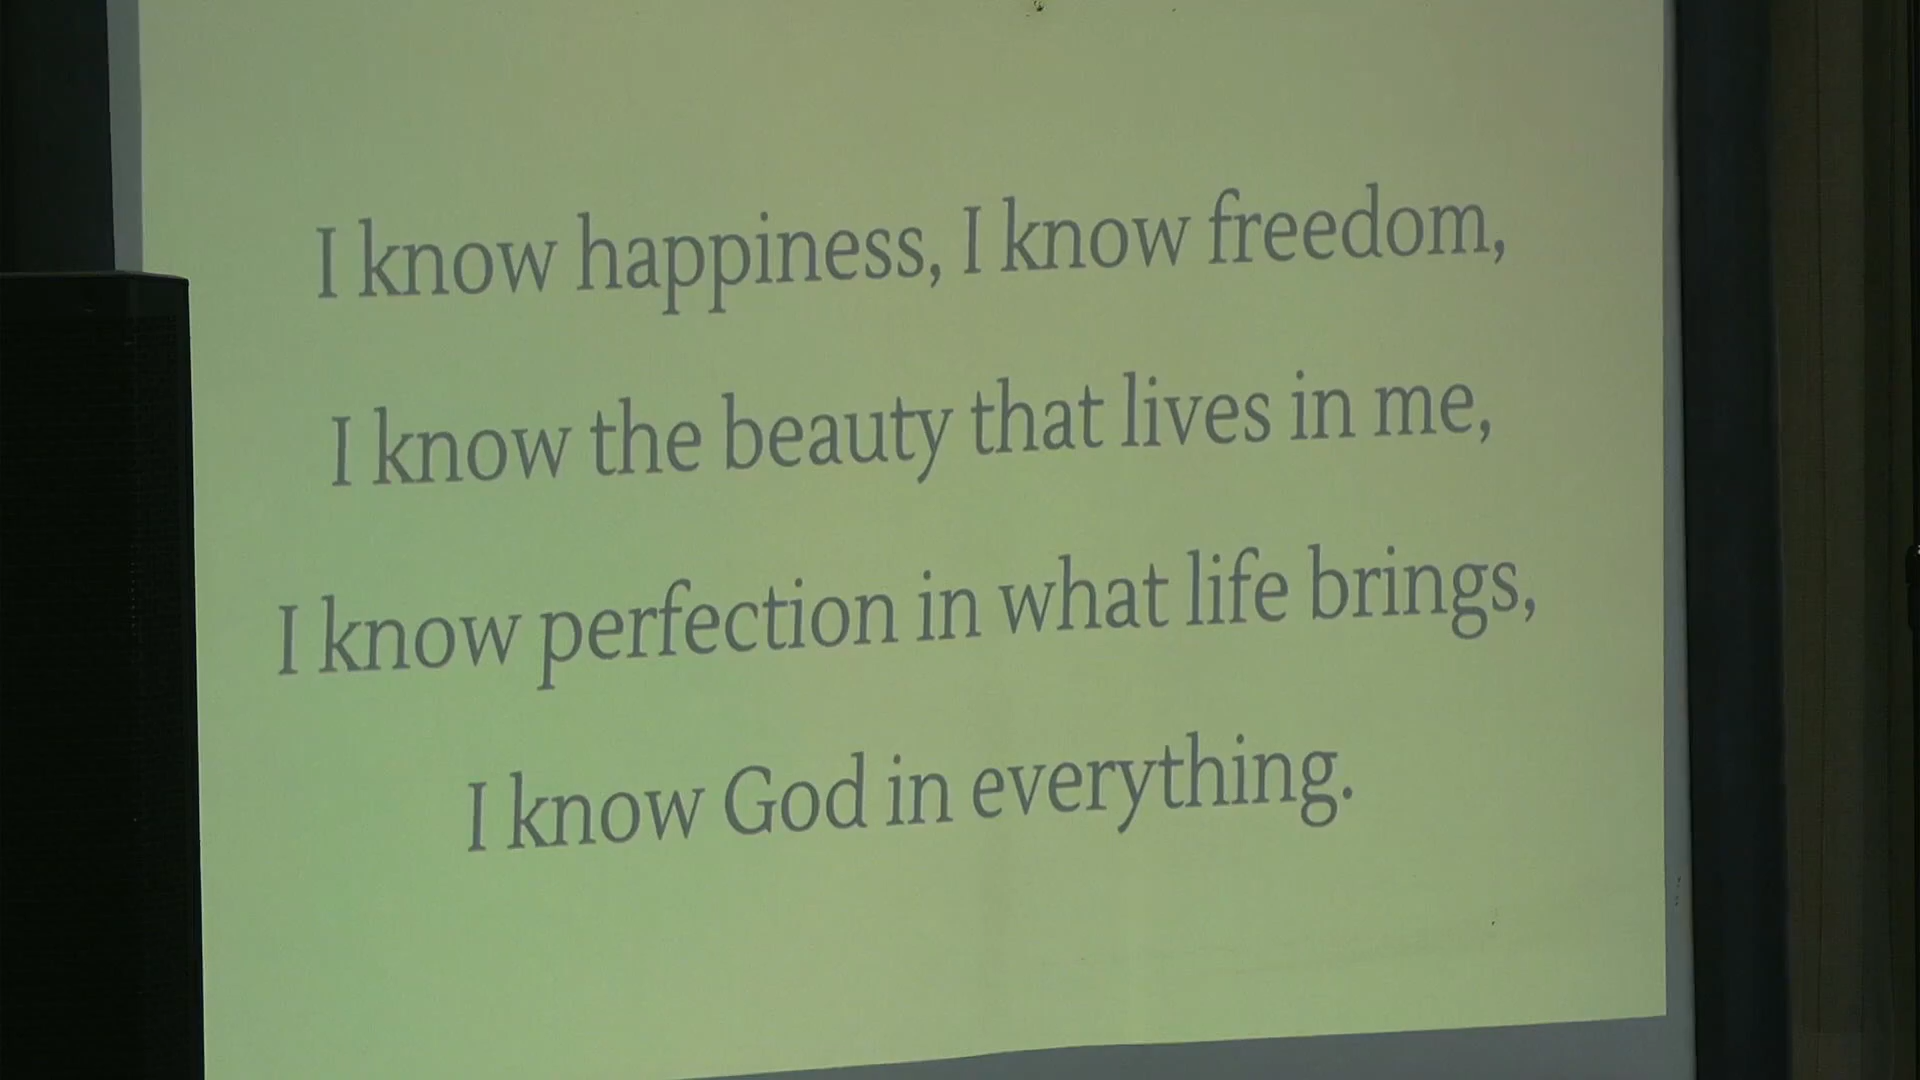 I know happiness, I know freedom,
I know the beauty that lives in me,
I know perfection in what life brings,
I know God in everything.